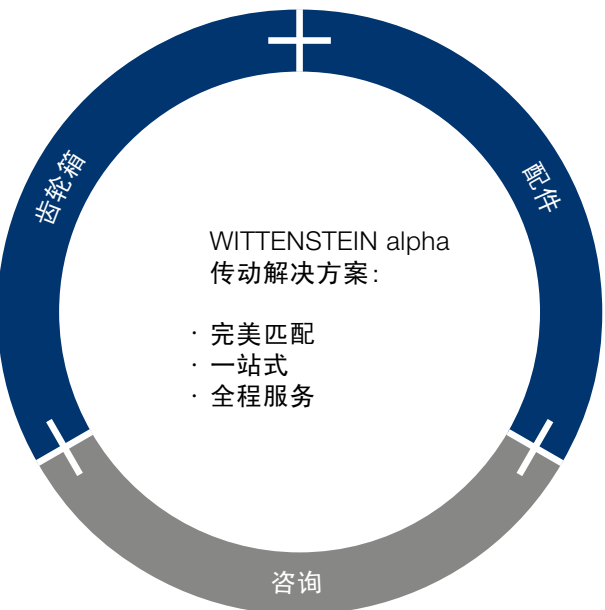 齿轮箱
配件
WITTENSTEIN alpha
传动解决方案：
· 完美匹配
· 一站式
· 全程服务
咨询